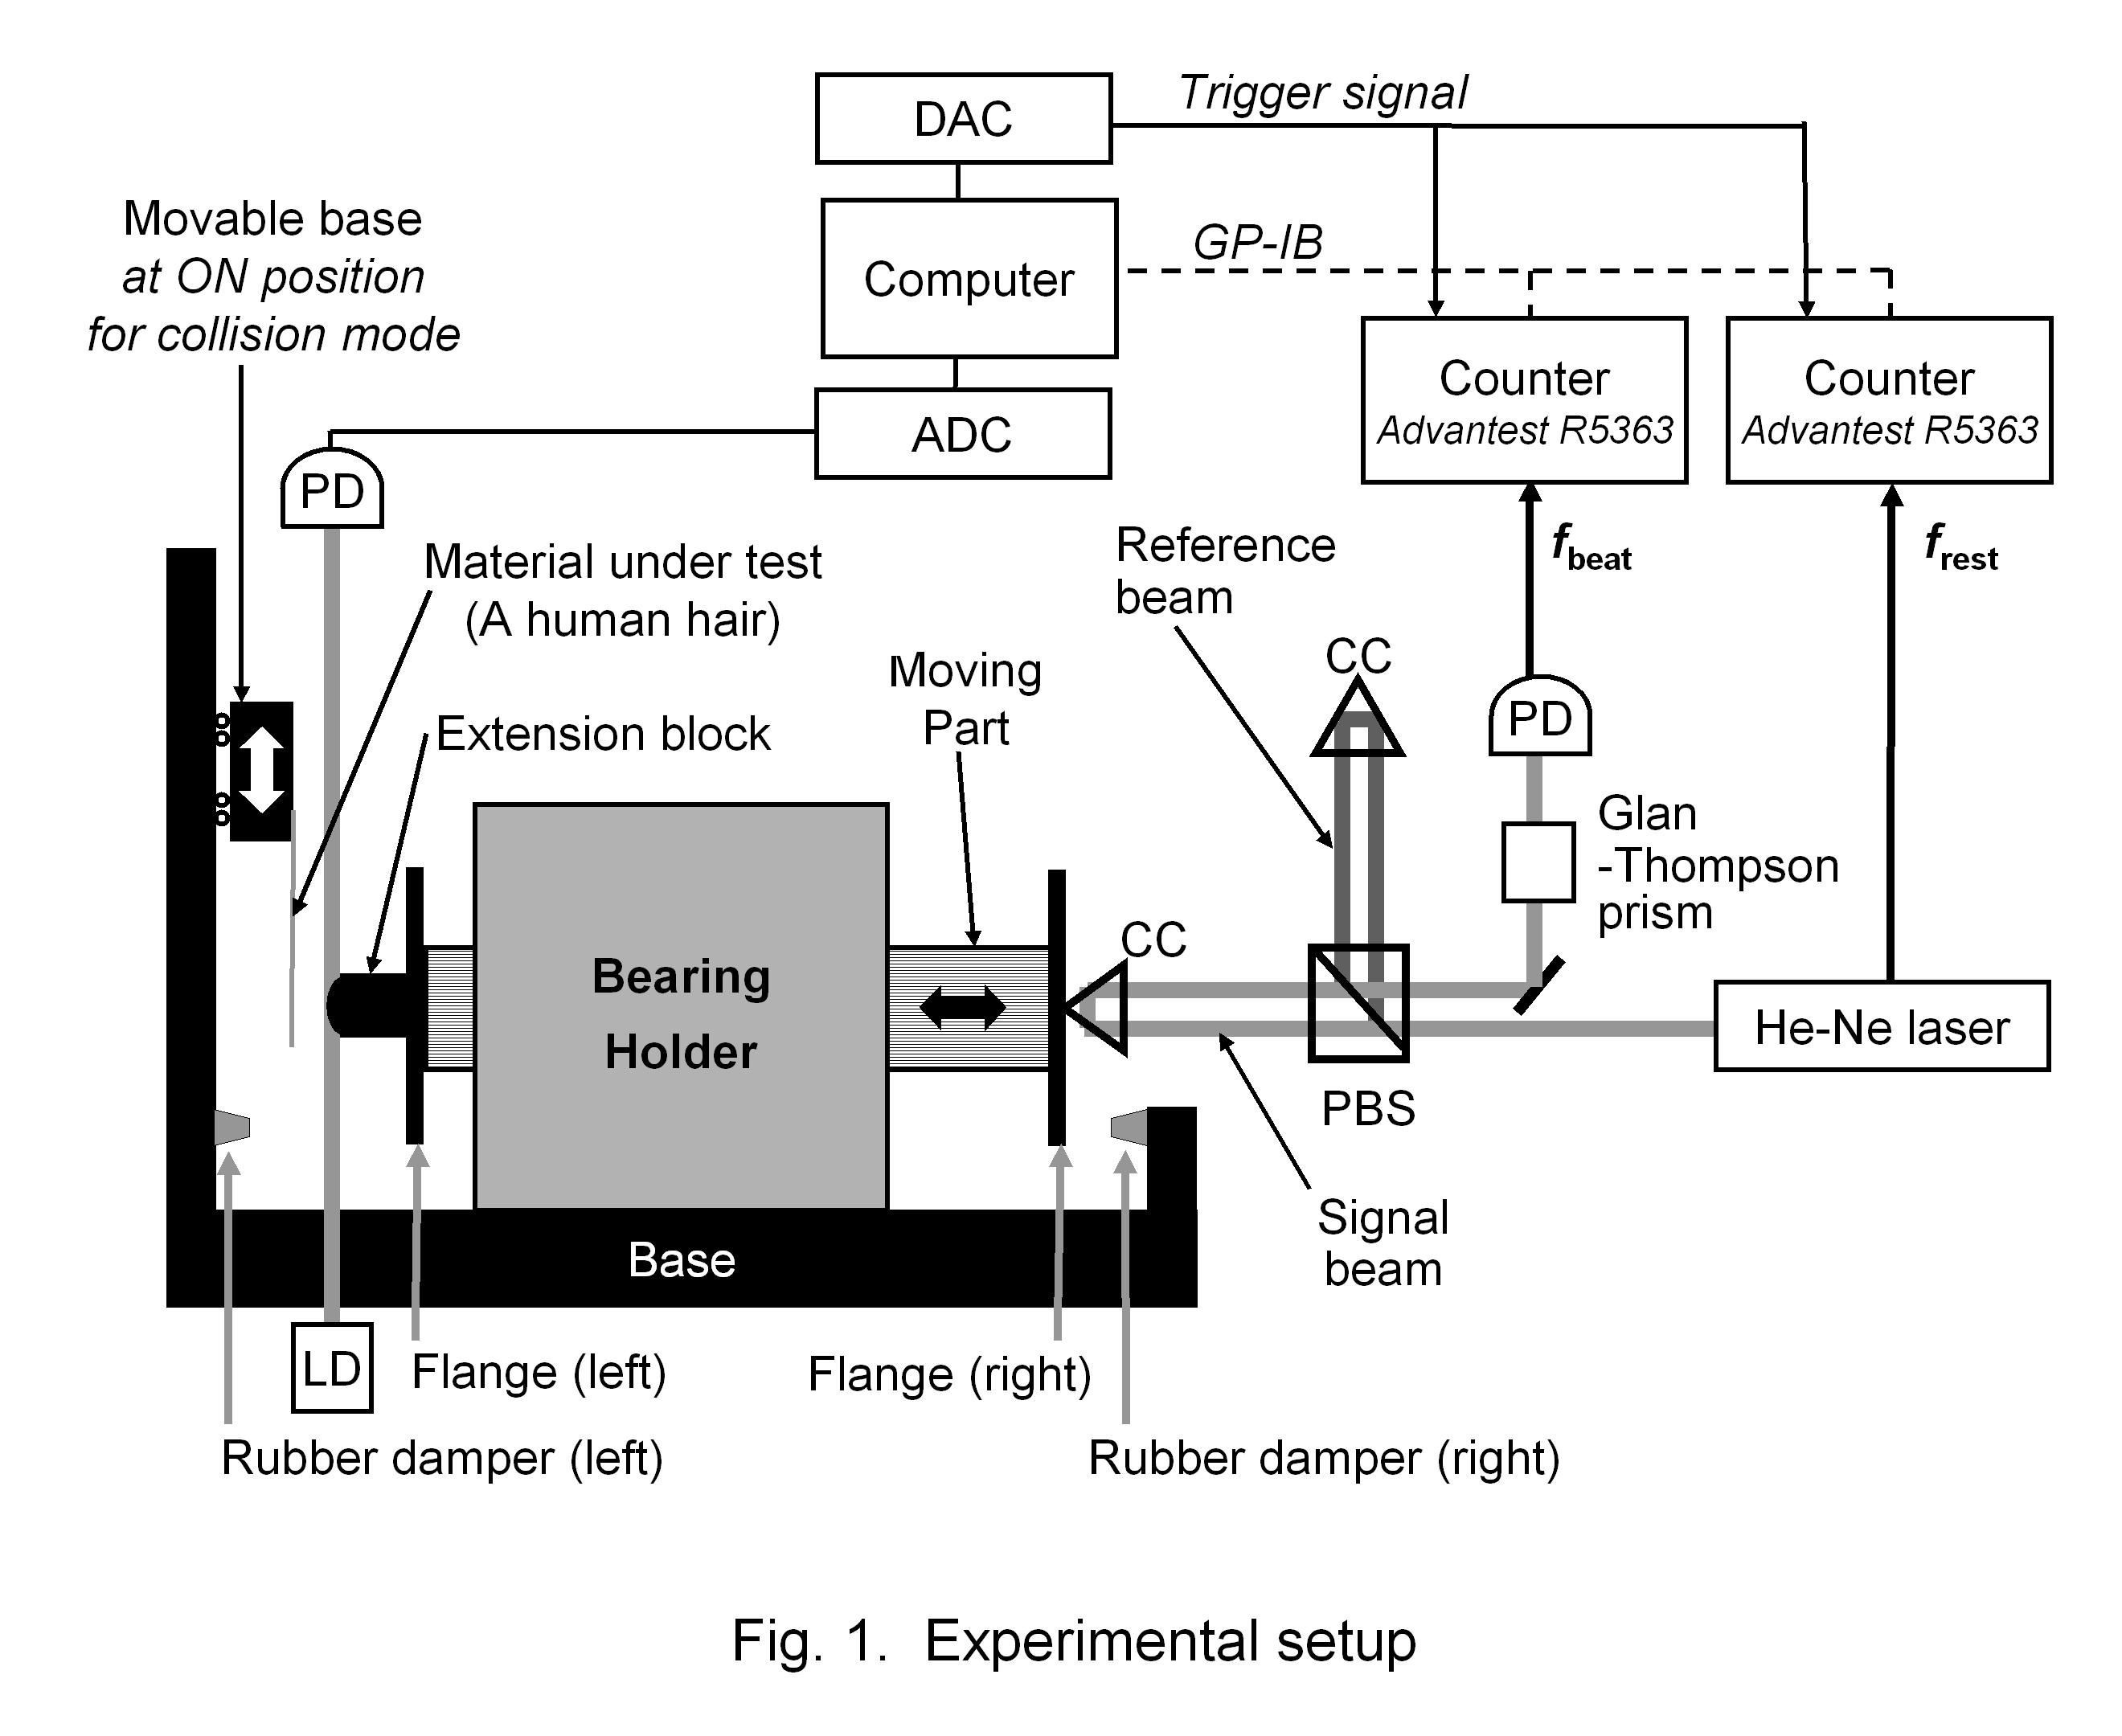 DAC
Trigger signal
Movable base
at ON position
for collision mode
Computer
GP-IB
Counter
Advantest R5363
Counter
Advantest R5363
ADC
PD
Material under test
(A human hair)
Reference
beam
f beat
f rest
CC
Moving
Part
PD
Extension block
Glan
-Thompson
prism
CC
Bearing
Holder
He-Ne laser
PBS
Signal
beam
Base
LD
Flange (left)
Flange (right)
Rubber damper (left)
Rubber damper (right)
Fig. 1. Experimental setup